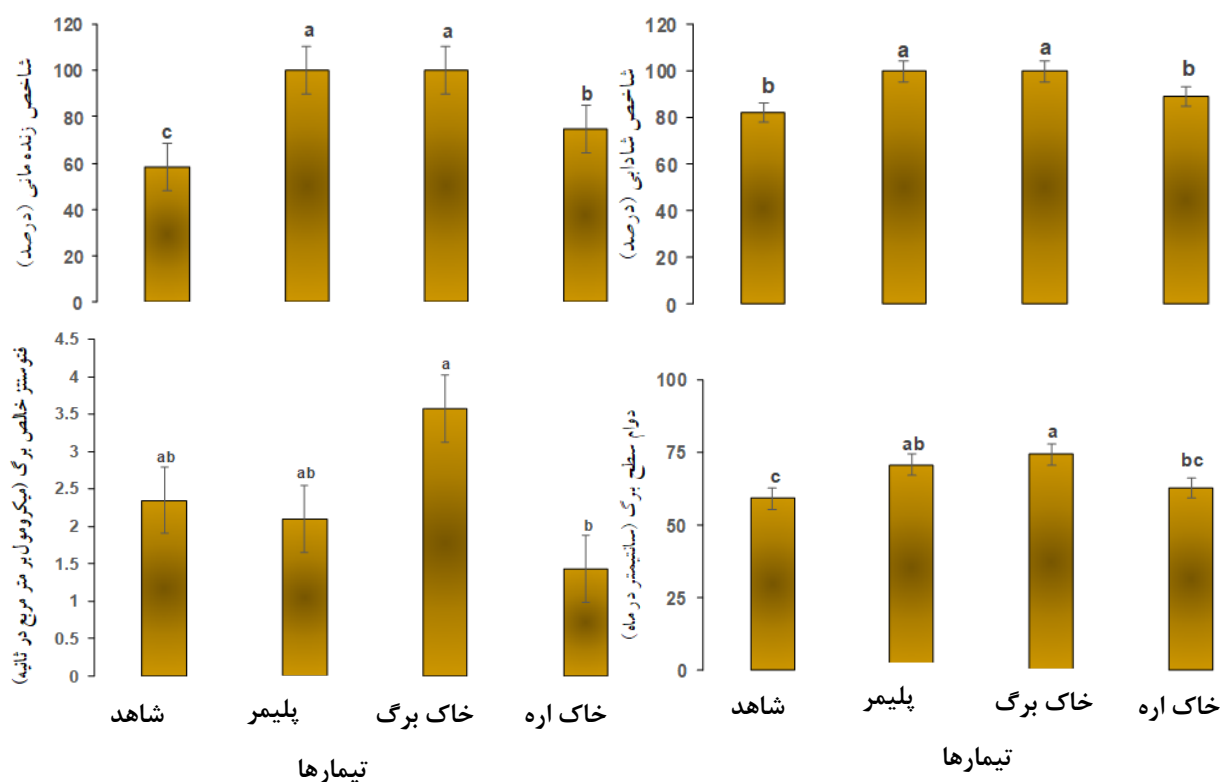 شاخص زنده مانی (درصد)
120
100
80
60
40
20
0
c
a
a
b
شاخص شادابی (درصد)
120
100
80
60
40
20
0
b
a
a
b
فتوسنتز خالص برگ (میکرومول بر متر مربع در ثانیه)
4.5
4
3.5
3
2.5
2
1.5
1
0.5
0
ab
ab
a
b
شاهد
پلیمر
خاک برگ
خاک اره
تیمارها
دوام سطح برگ (سانتیمتر در ماه)
100
75
50
25
0
c
ab
a
bc
شاهد
پلیمر
خاک برگ
خاک اره
تیمارها